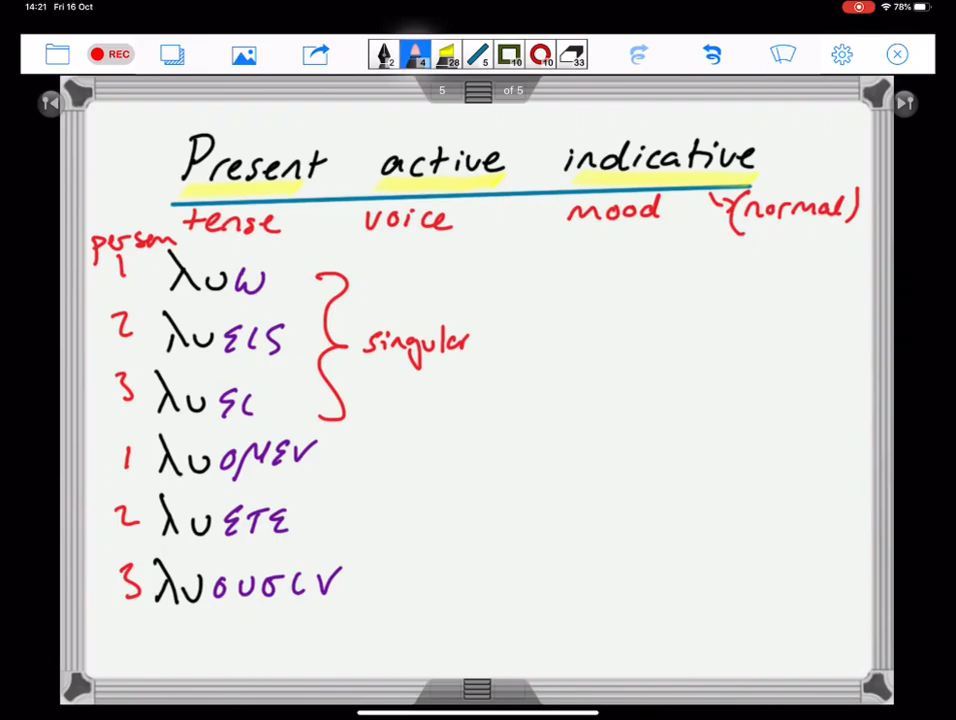 14:21 Fri 16 Oct
78%
REC
2 4 28 5 10 10 33
5 of 5
Present active indicative
tense voice mood (normal)
person
1 λυω
2 λυεις
3 λυει
singular
1 λυομεν
2 λυετε
3 λυουσιν